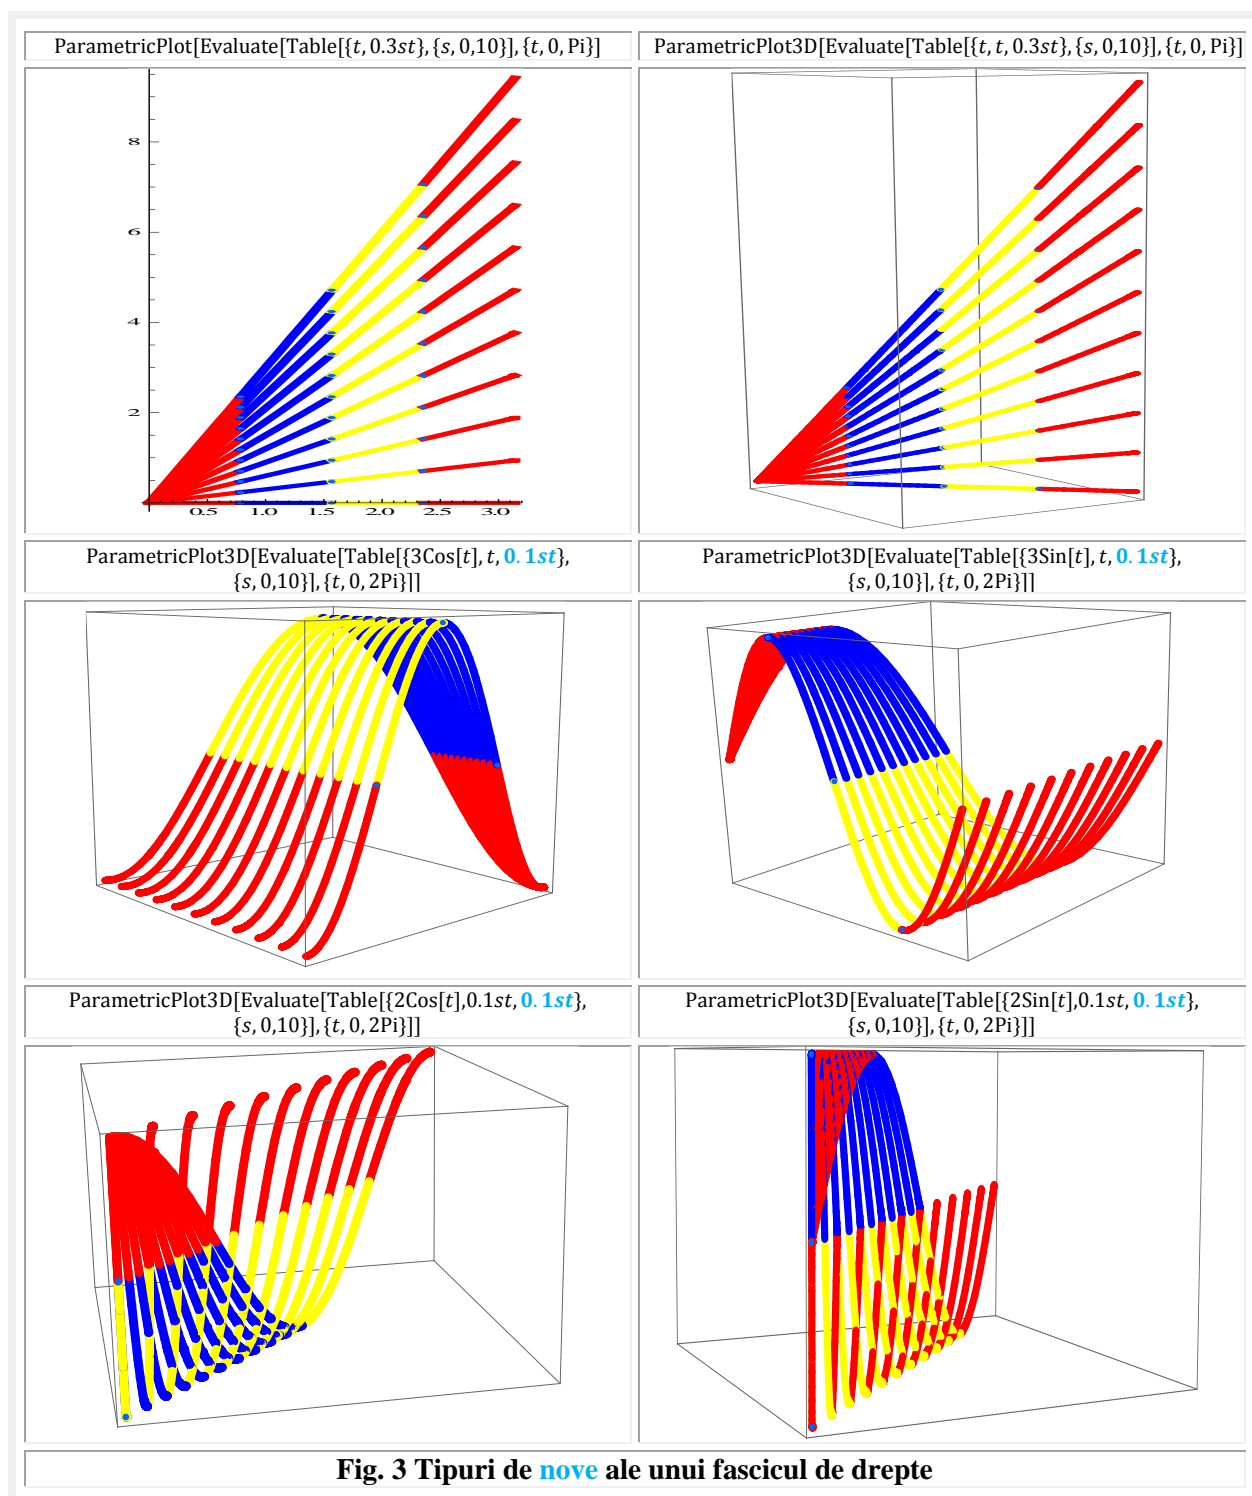 ParametricPlot[Evaluate[Table[{t, 0.3st}, {s, 0,10}], {t, 0, Pi}]
ParametricPlot3D[Evaluate[Table[{t, t, 0.3st}, {s, 0,10}], {t, 0, Pi}]
8
6
4
2
0.5 1.0 1.5 2.0 2.5 3.0
ParametricPlot3D[Evaluate[Table[{3Cos[t], t, 0.1st},
{s, 0,10}], {t, 0, 2Pi}]]
ParametricPlot3D[Evaluate[Table[{3Sin[t], t, 0.1st},
{s, 0,10}], {t, 0, 2Pi}]]
ParametricPlot3D[Evaluate[Table[{2Cos[t],0.1st, 0.1st},
{s, 0,10}], {t, 0, 2Pi}]]
ParametricPlot3D[Evaluate[Table[{2Sin[t],0.1st, 0.1st},
{s, 0,10}], {t, 0, 2Pi}]]
Fig. 3 Tipuri de nove ale unui fascicul de drepte